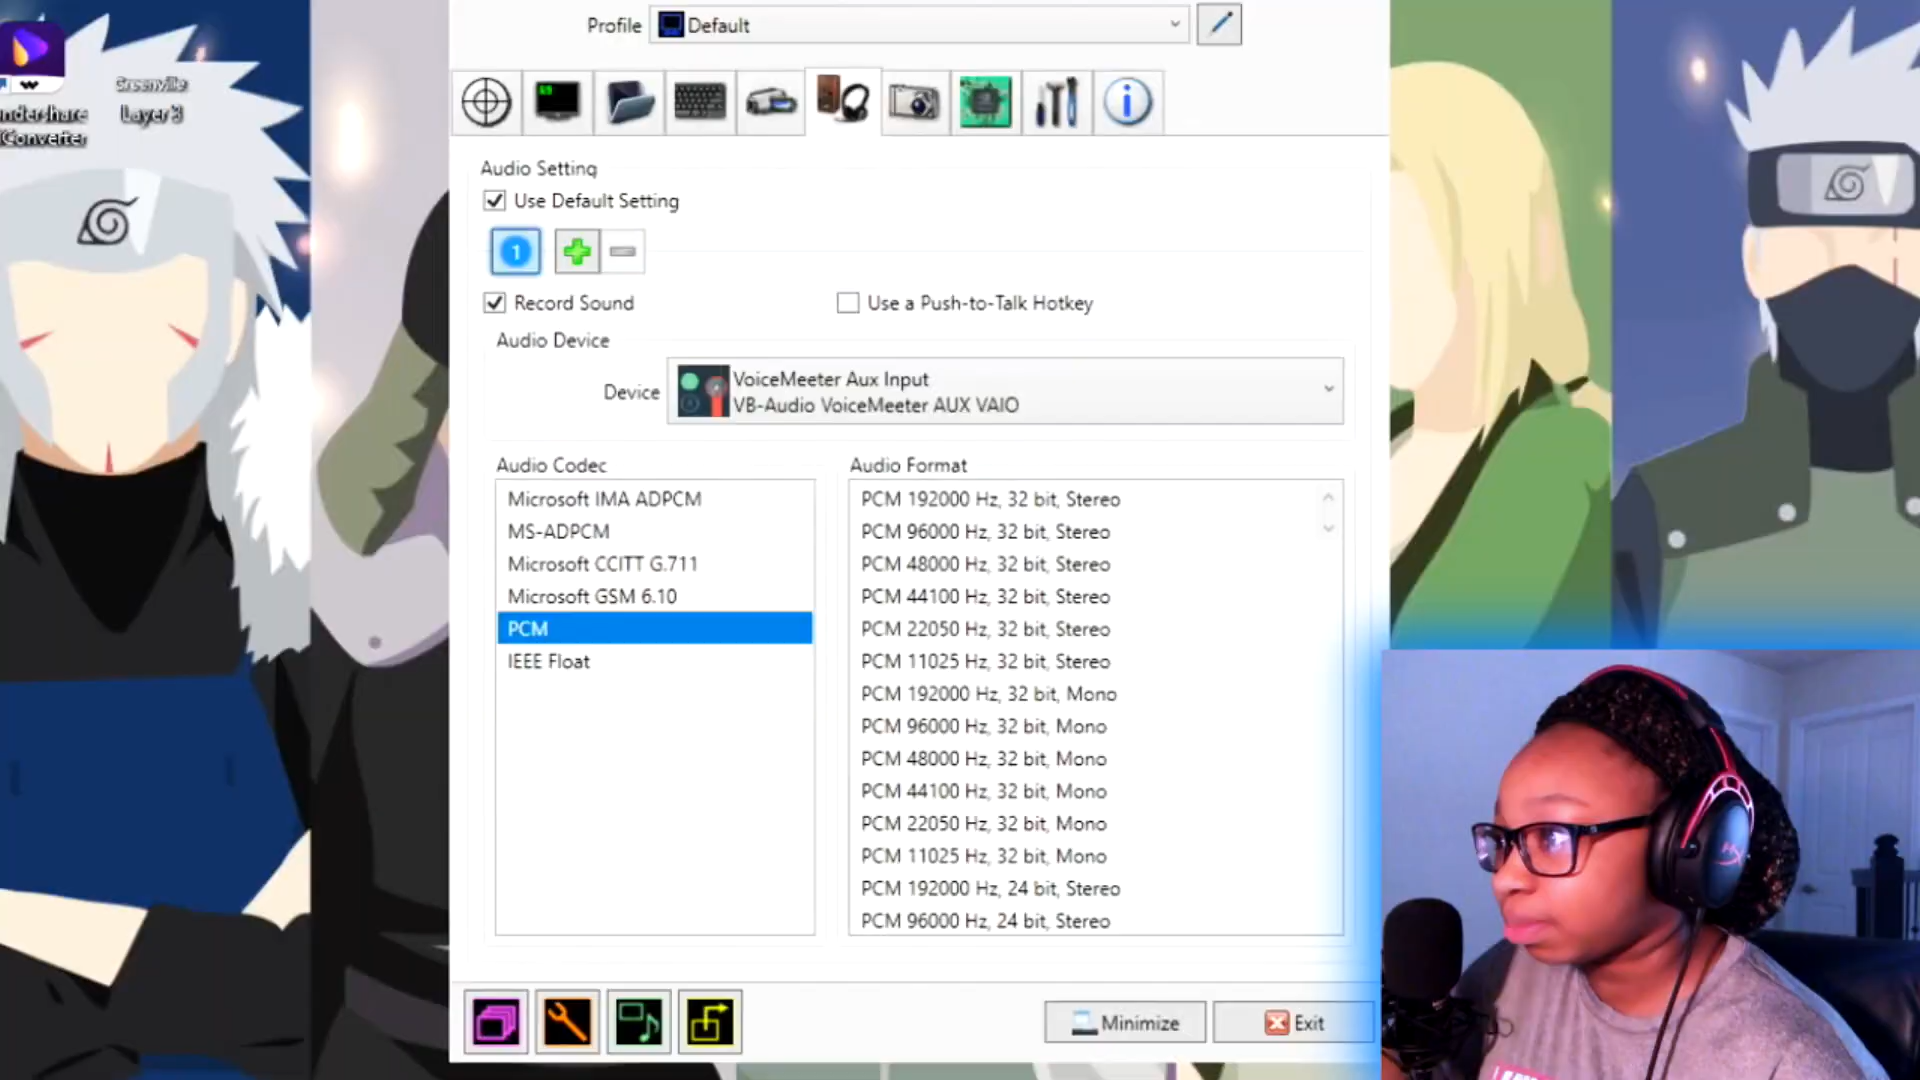 Profile
Default
ndershare
Converter
Greenville
Layer 3
Audio Setting
Use Default Setting
1
Record Sound
Use a Push-to-Talk Hotkey
Audio Device
Device
VoiceMeeter Aux Input
VB-Audio VoiceMeeter AUX VAIO
Audio Codec
Microsoft IMA ADPCM
MS-ADPCM
Microsoft CCITT G.711
Microsoft GSM 6.10
PCM
IEEE Float
Audio Format
PCM 192000 Hz, 32 bit, Stereo
PCM 96000 Hz, 32 bit, Stereo
PCM 48000 Hz, 32 bit, Stereo
PCM 44100 Hz, 32 bit, Stereo
PCM 22050 Hz, 32 bit, Stereo
PCM 11025 Hz, 32 bit, Stereo
PCM 192000 Hz, 32 bit, Mono
PCM 96000 Hz, 32 bit, Mono
PCM 48000 Hz, 32 bit, Mono
PCM 44100 Hz, 32 bit, Mono
PCM 22050 Hz, 32 bit, Mono
PCM 11025 Hz, 32 bit, Mono
PCM 192000 Hz, 24 bit, Stereo
PCM 96000 Hz, 24 bit, Stereo
Minimize
Exit